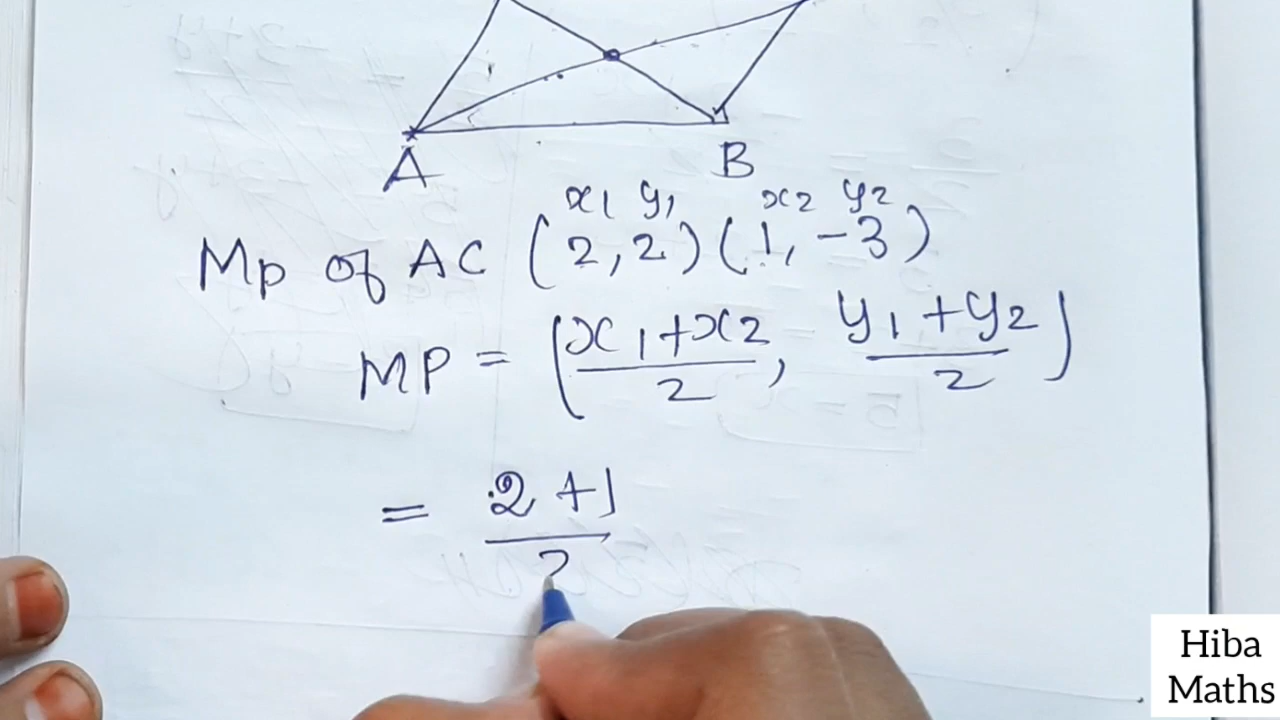 A B
x1 y1 x2 y2
Mp of AC (2, 2) (1, -3)
MP = (x1+x2/2, y1+y2/2)
= 2+1/2
Hiba
Maths